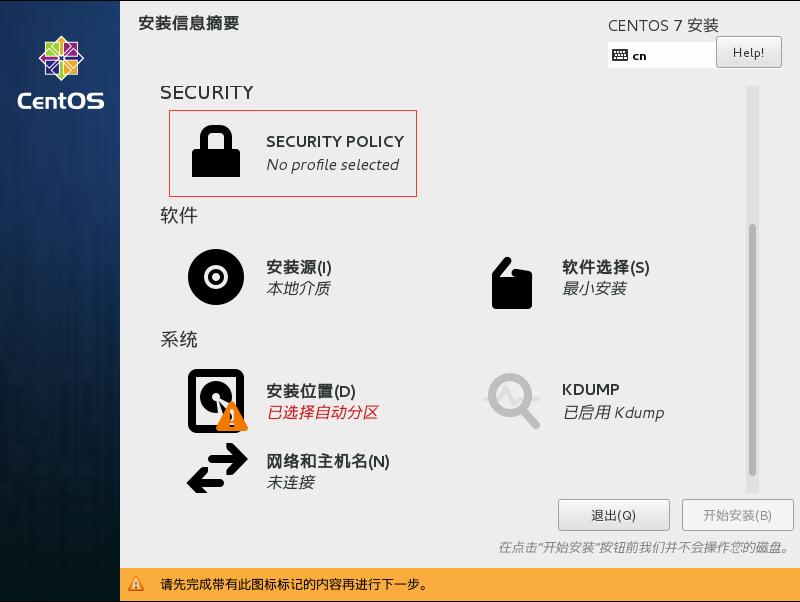 安装信息摘要
CENTOS 7 安装
cn
Help!
CentOS
SECURITY
SECURITY POLICY
No profile selected
软件
安装源(I)
本地介质
软件选择(S)
最小安装
系统
安装位置(D)
已选择自动分区
KDUMP
已启用 Kdump
网络和主机名(N)
未连接
退出(Q)
开始安装(B)
在点击"开始安装"按钮前我们并不会操作您的磁盘。
请先完成带有此图标标记的内容再进行下一步。